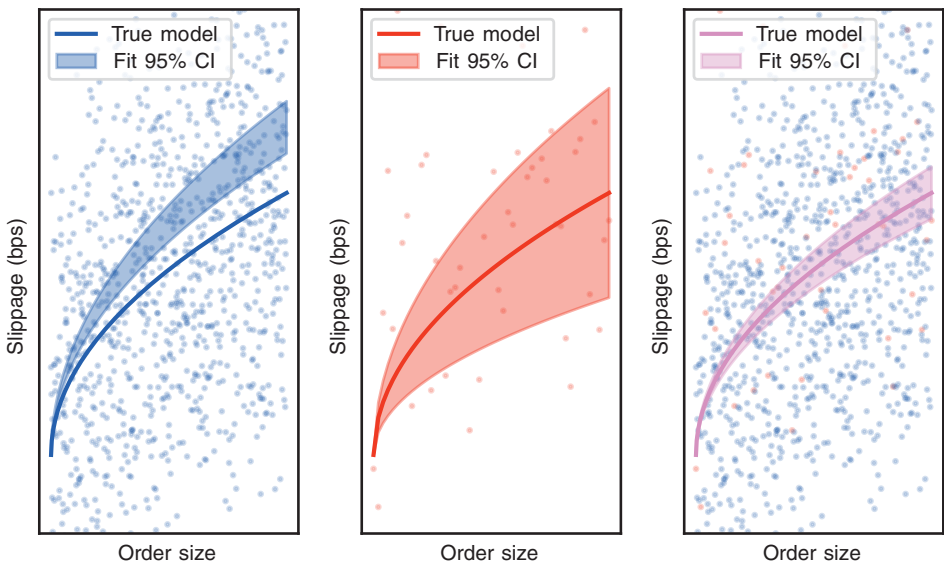 True model
Fit 95% CI
Slippage (bps)
Order size
True model
Fit 95% CI
Slippage (bps)
Order size
True model
Fit 95% CI
Slippage (bps)
Order size